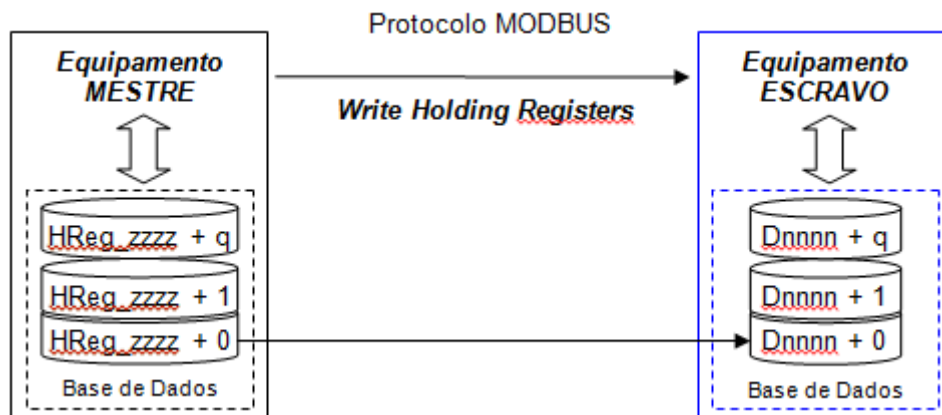 Protocolo MODBUS
Equipamento
MESTRE
Write Holding Registers
Equipamento
ESCRAVO
HReg_zzzz + q
HReg_zzzz + 1
HReg_zzzz + 0
Base de Dados
Dnnnn + q
Dnnnn + 1
Dnnnn + 0
Base de Dados